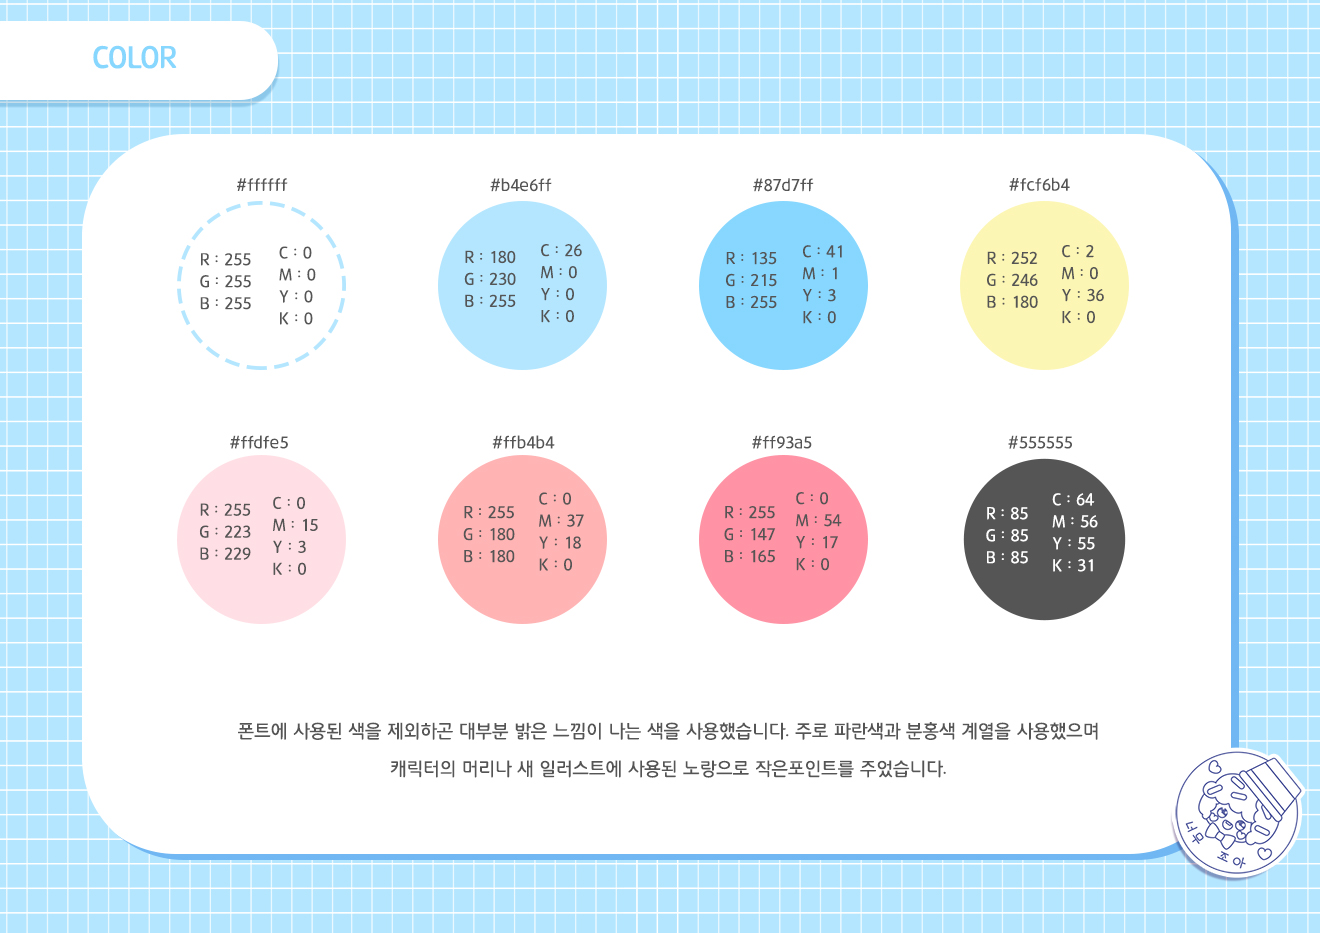 COLOR
#ffffff
R : 255
G : 255
B : 255
C : 0
M : 0
Y : 0
K : 0
#b4e6ff
R : 180
G : 230
B : 255
C : 26
M : 0
Y : 0
K : 0
#87d7ff
R : 135
G : 215
B : 255
C : 41
M : 1
Y : 3
K : 0
#fcf6b4
R : 252
G : 246
B : 180
C : 2
M : 0
Y : 36
K : 0
#ffdfe5
R : 255
G : 223
B : 229
C : 0
M : 15
Y : 3
K : 0
#ffb4b4
R : 255
G : 180
B : 180
C : 0
M : 37
Y : 18
K : 0
#ff93a5
R : 255
G : 147
B : 165
C : 0
M : 54
Y : 17
K : 0
#555555
R : 85
G : 85
B : 85
C : 64
M : 56
Y : 55
K : 31
폰트에 사용된 색을 제외하곤 대부분 밝은 느낌이 나는 색을 사용했습니다. 주로 파란색과 분홍색 계열을 사용했으며
캐릭터의 머리나 새 일러스트에 사용된 노랑으로 작은포인트를 주었습니다.
너무 조아